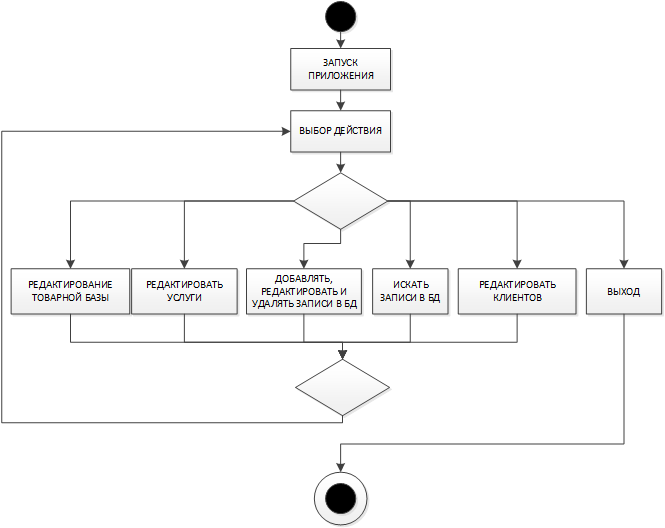 ЗАПУСК
ПРИЛОЖЕНИЯ
ВЫБОР ДЕЙСТВИЯ
РЕДАКТИРОВАНИЕ
ТОВАРНОЙ БАЗЫ
РЕДАКТИРОВАТЬ
УСЛУГИ
ДОБАВЛЯТЬ,
РЕДАКТИРОВАТЬ И
УДАЛЯТЬ ЗАПИСИ В БД
ИСКАТЬ
ЗАПИСИ В БД
РЕДАКТИРОВАТЬ
КЛИЕНТОВ
ВЫХОД